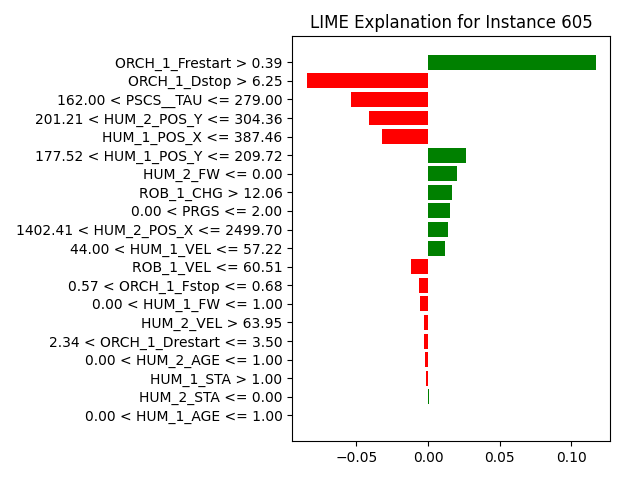 LIME Explanation for Instance 605
ORCH_1_Frestart > 0.39
ORCH_1_Dstop > 6.25
162.00 < PSCS__TAU <= 279.00
201.21 < HUM_2_POS_Y <= 304.36
HUM_1_POS_X <= 387.46
177.52 < HUM_1_POS_Y <= 209.72
HUM_2_FW <= 0.00
ROB_1_CHG > 12.06
0.00 < PRGS <= 2.00
1402.41 < HUM_2_POS_X <= 2499.70
44.00 < HUM_1_VEL <= 57.22
ROB_1_VEL <= 60.51
0.57 < ORCH_1_Fstop <= 0.68
0.00 < HUM_1_FW <= 1.00
HUM_2_VEL > 63.95
2.34 < ORCH_1_Drestart <= 3.50
0.00 < HUM_2_AGE <= 1.00
HUM_1_STA > 1.00
HUM_2_STA <= 0.00
0.00 < HUM_1_AGE <= 1.00
−0.05 0.00 0.05 0.10